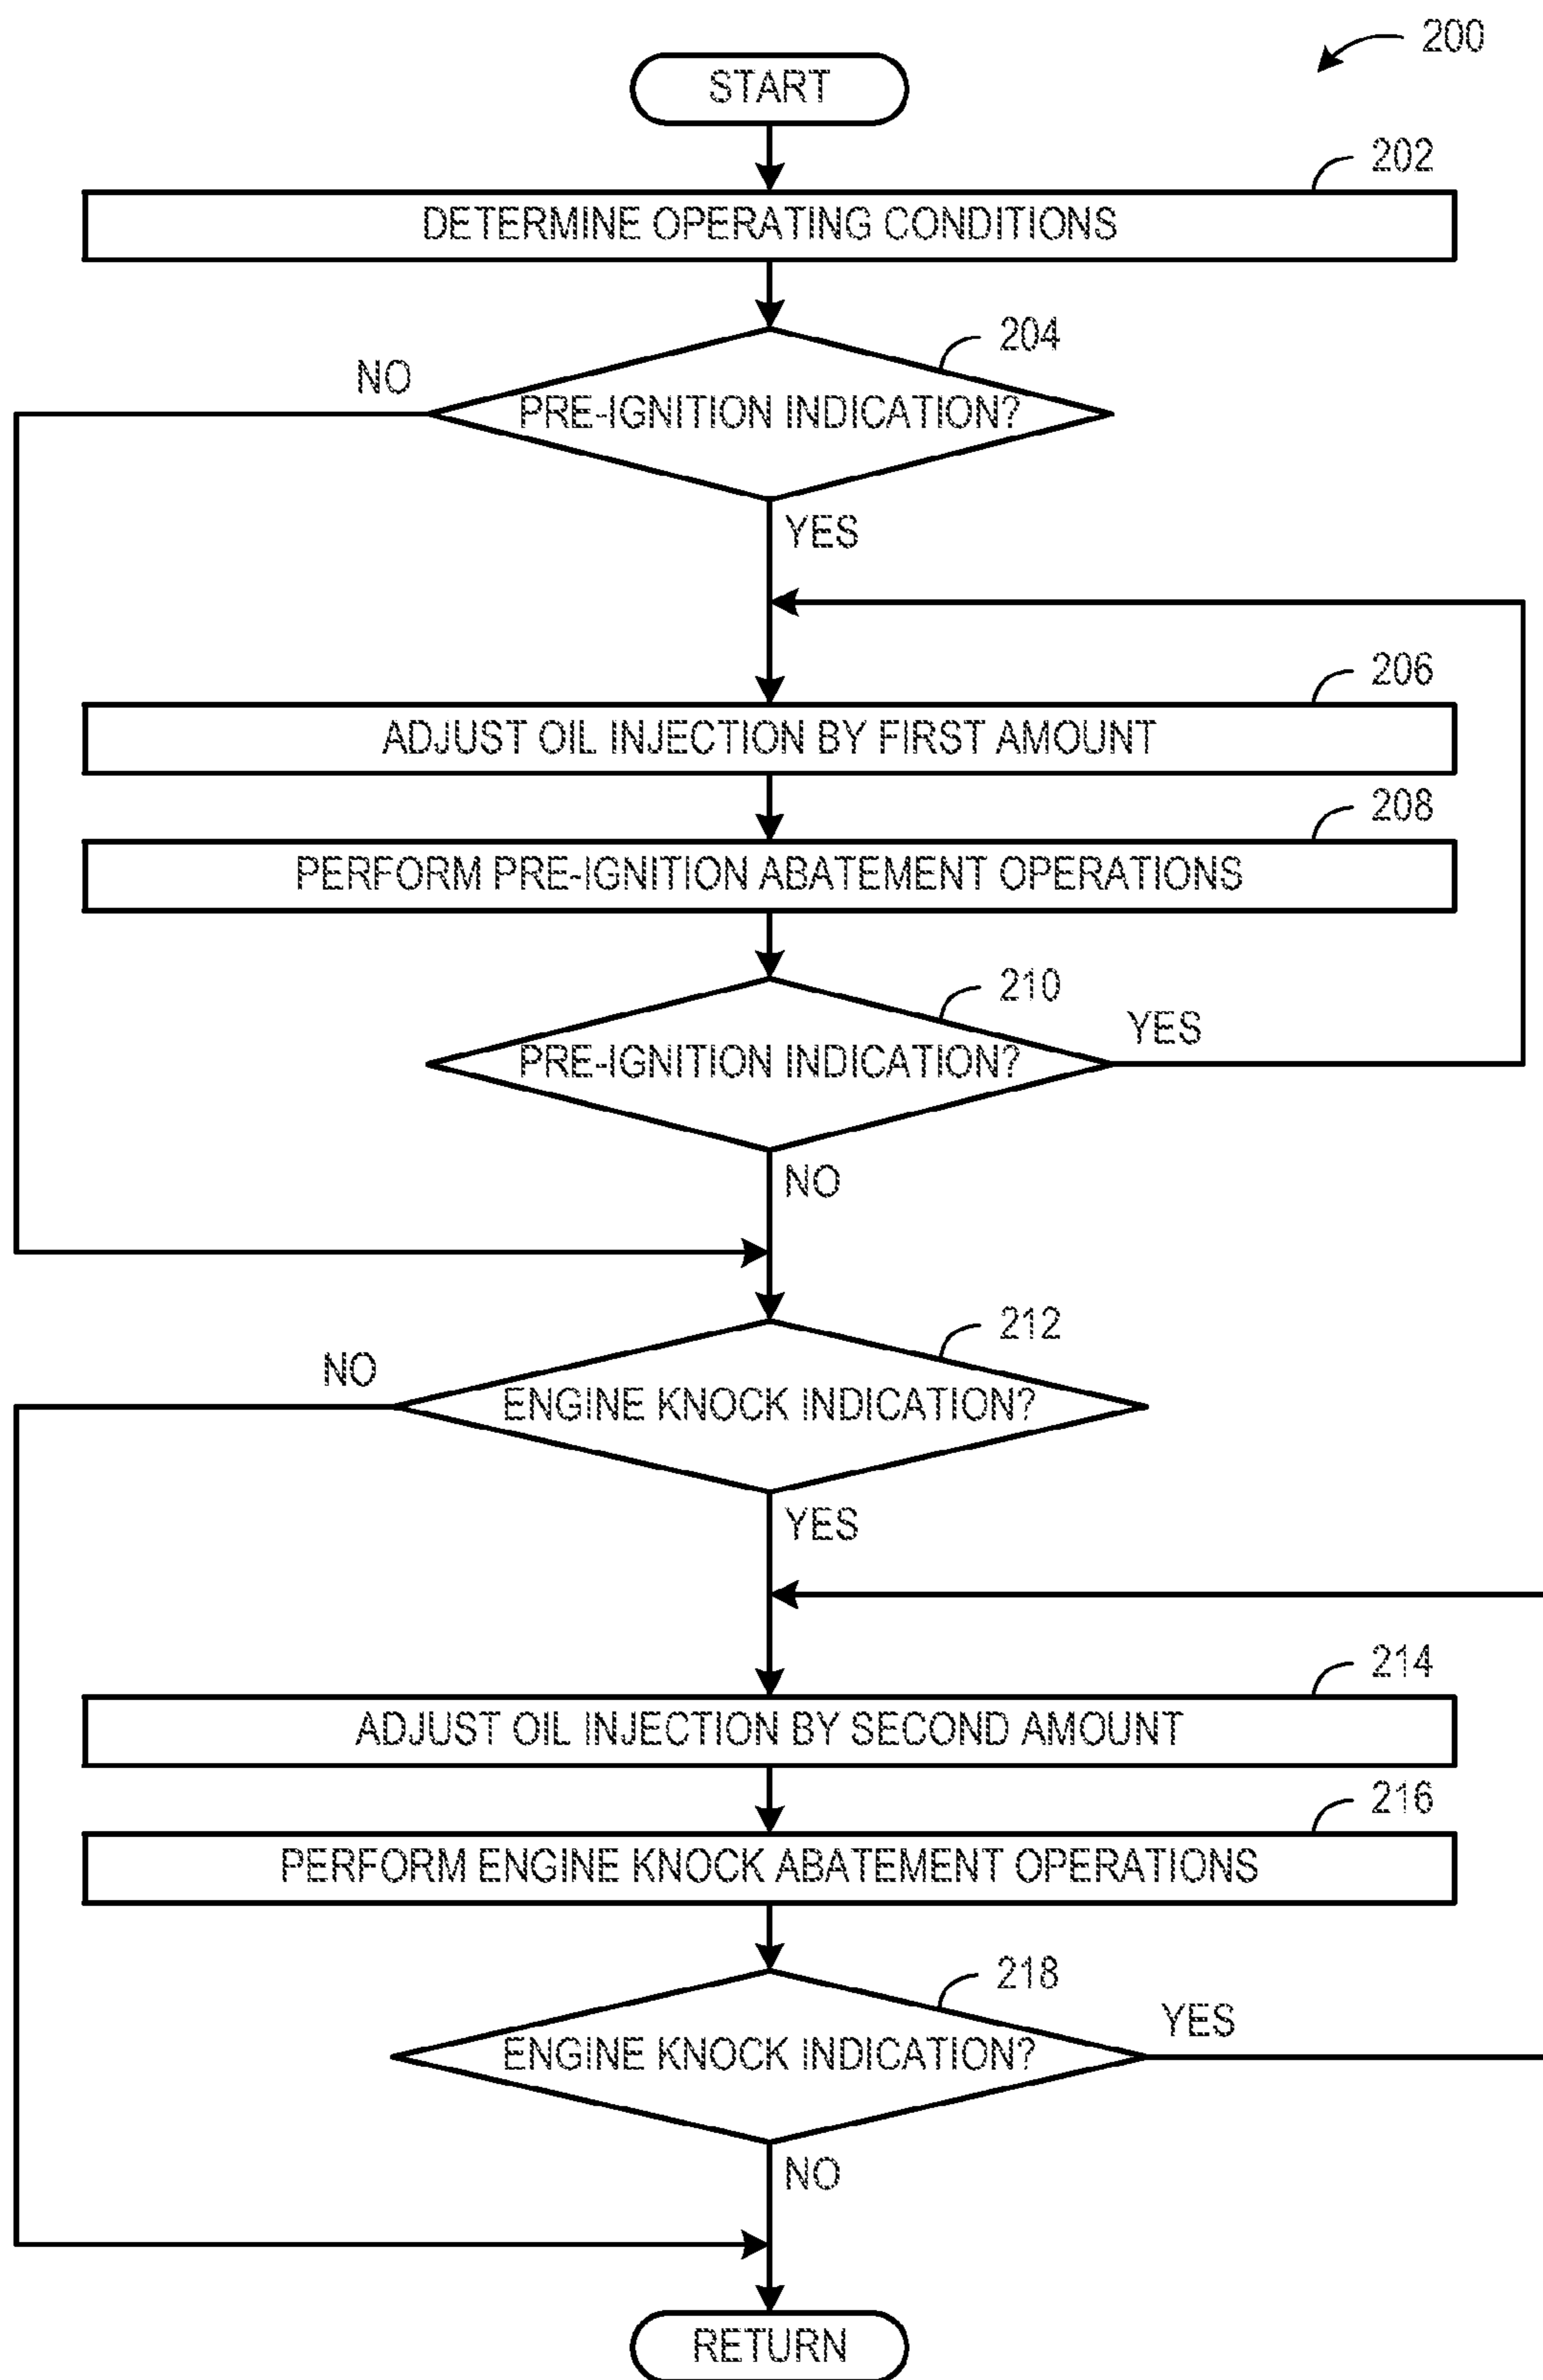 200
START
202
DETERMINE OPERATING CONDITIONS
204
NO
PRE-IGNITION INDICATION?
YES
206
ADJUST OIL INJECTION BY FIRST AMOUNT
208
PERFORM PRE-IGNITION ABATEMENT OPERATIONS
210
PRE-IGNITION INDICATION?
YES
NO
212
NO
ENGINE KNOCK INDICATION?
YES
214
ADJUST OIL INJECTION BY SECOND AMOUNT
216
PERFORM ENGINE KNOCK ABATEMENT OPERATIONS
218
ENGINE KNOCK INDICATION?
YES
NO
RETURN